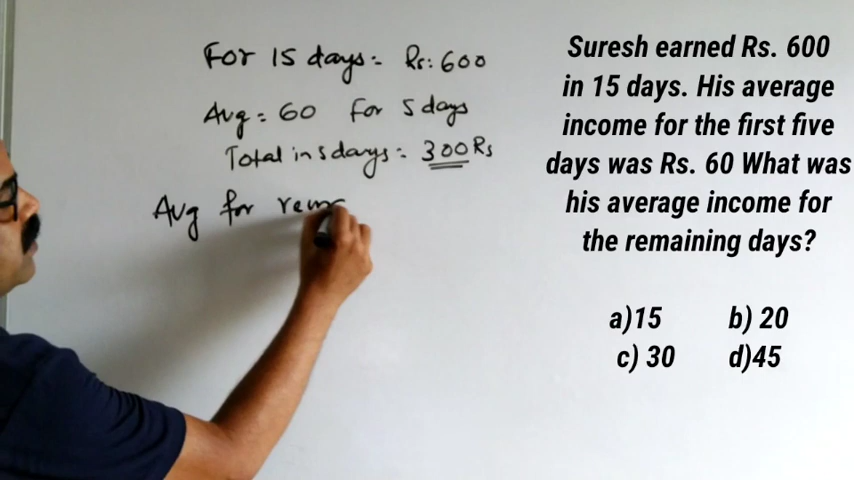 For 15 days = Rs: 600
Avg = 60 for 5 days
Total in 5 days = 300 Rs
Avg for rem
Suresh earned Rs. 600
in 15 days. His average
income for the first five
days was Rs. 60 What was
his average income for
the remaining days?
a)15 b) 20
c) 30 d)45